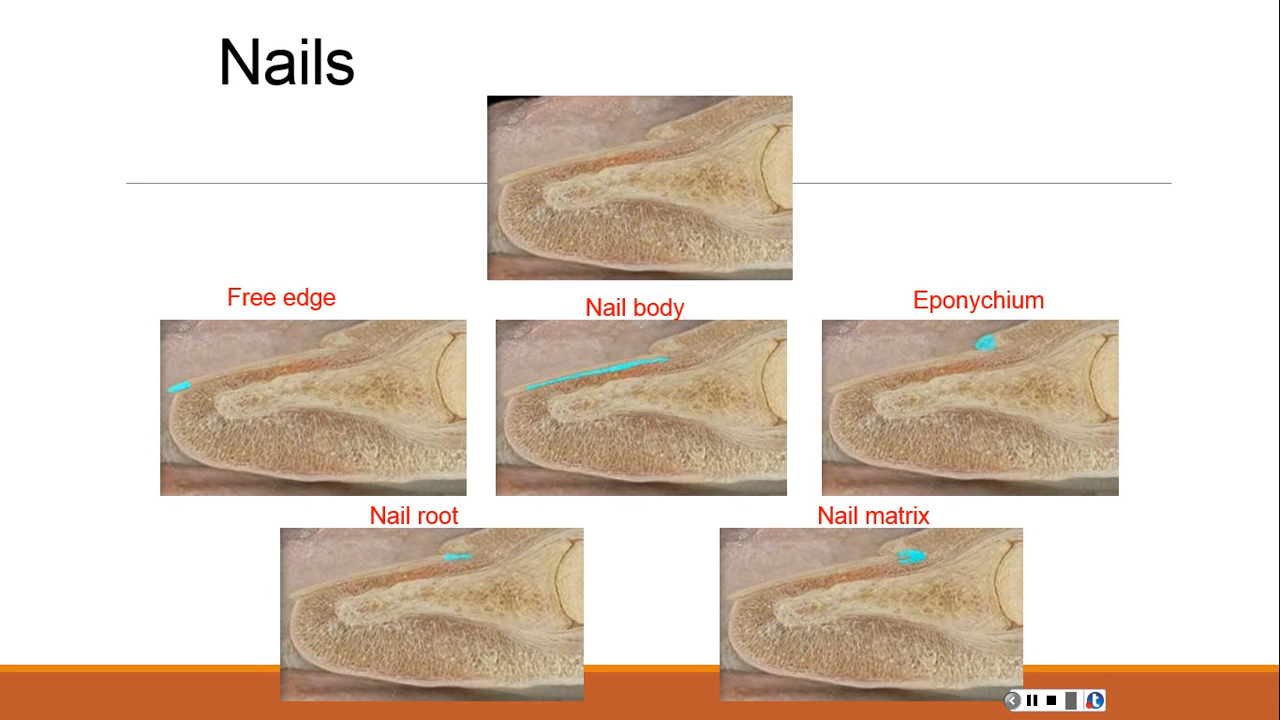 Nails
Free edge
Nail body
Eponychium
Nail root
Nail matrix